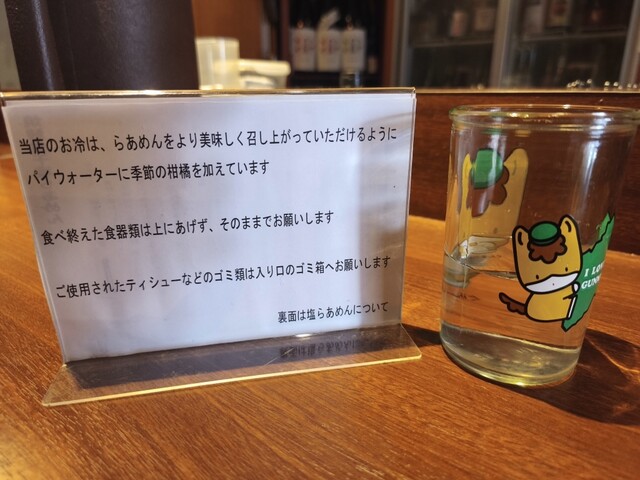 当店のお冷は、らあめんをより美味しく召し上がっていただけるように
パイウォーターに季節の柑橘を加えています
食べ終えた食器類は上にあげず、そのままでお願いします
ご使用されたティシューなどのゴミ類は入り口のゴミ箱へお願いします
裏面は塩らあめんについて
I LO
GUN